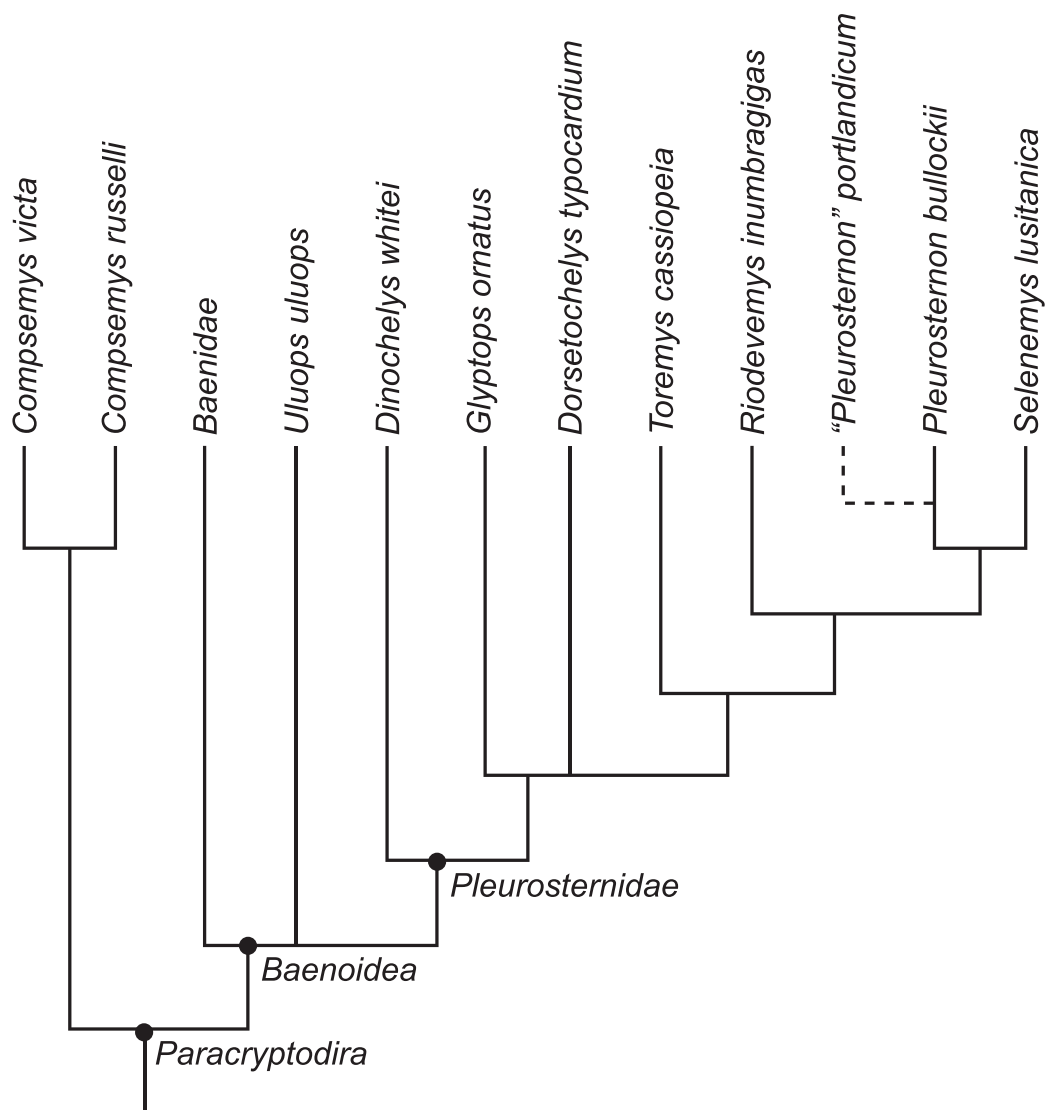 Compsemys victa
Compsemys russelli
Baenidae
Uluops uluops
Dinochelys whitei
Glyptops ornatus
Dorsetochelys typocardium
Toremys cassiopeia
Riodevemys inumbragigas
“Pleurosternon” portlandicum
Pleurosternon bullockii
Selenemys lusitanica
Pleurosternidae
Baenoidea
Paracryptodira